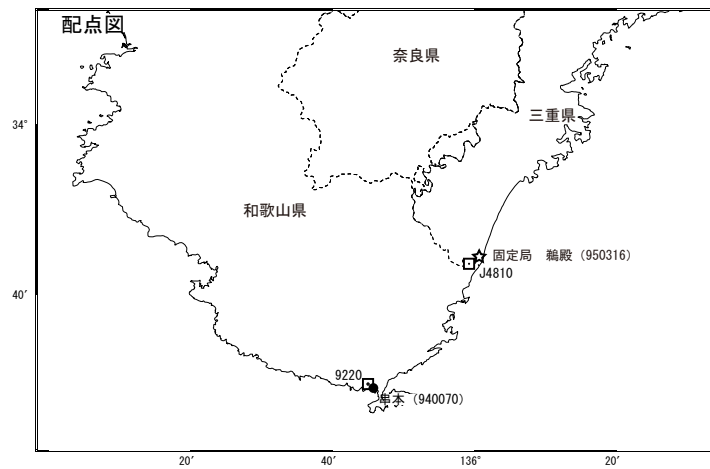 配点図
奈良県
三重県
34°
和歌山県
固定局 鵜殿（950316）
J4810
40′
9220
串本（940070）
20′ 40′ 136° 20′